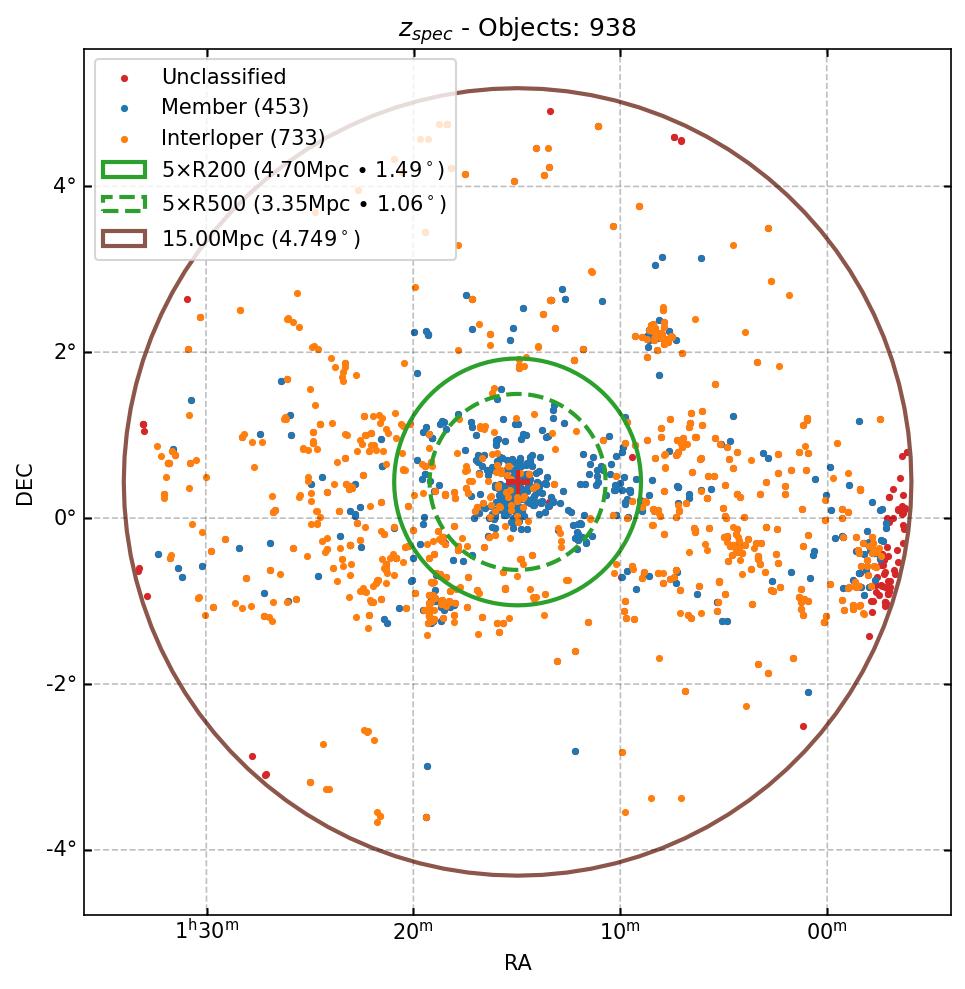 z_spec - Objects: 938
Unclassified
Member (453)
Interloper (733)
5×R200 (4.70Mpc • 1.49°)
5×R500 (3.35Mpc • 1.06°)
15.00Mpc (4.749°)
4°
2°
0°
-2°
-4°
DEC
1ʰ30ᵐ 20ᵐ 10ᵐ 00ᵐ
RA